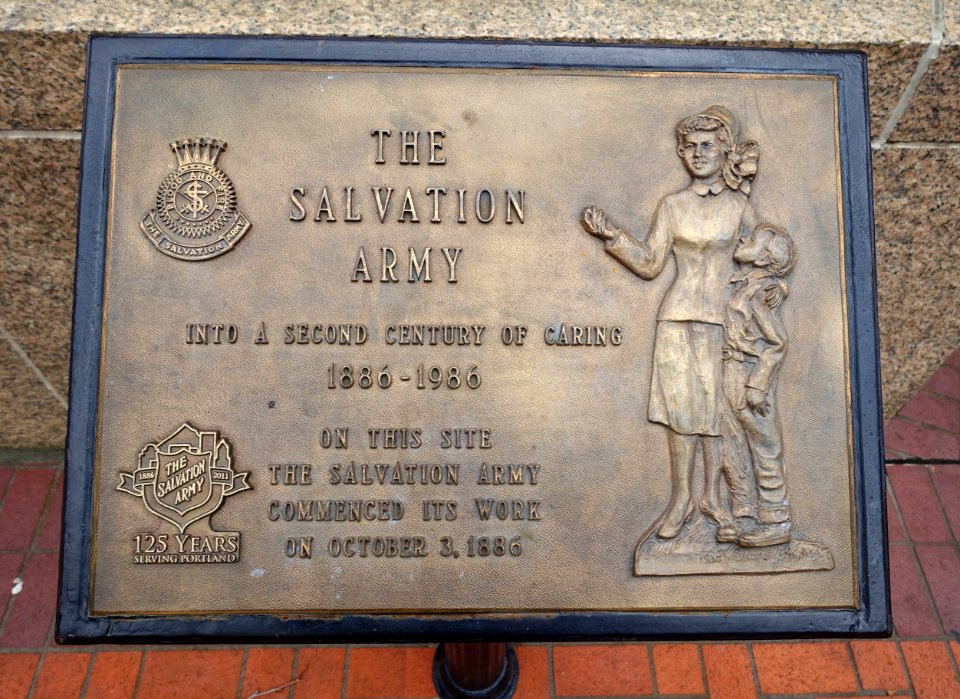 THE
SALVATION
ARMY
BLOOD AND FIRE
THE SALVATION ARMY
INTO A SECOND CENTURY OF CARING
1886-1986
ON THIS SITE
THE SALVATION ARMY
COMMENCED ITS WORK
ON OCTOBER 3, 1886
1886
THE
SALVATION
ARMY
2011
125 YEARS
SERVING PORTLAND